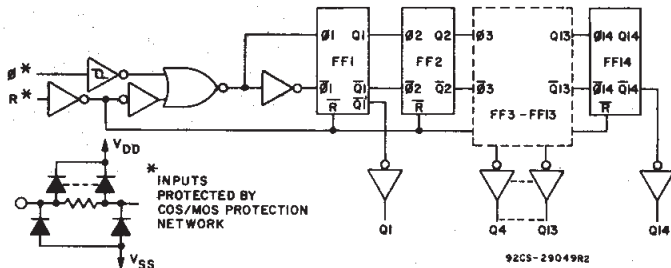 Ø1 Q1 Ø2 Q2 Ø3 Q13 Ø14 Q14
FF1 FF2 FF14
Ø*
R*
Ø̅1 Q̅1 Ø̅2 Q̅2 Ø̅3 Q̅13 Ø̅14 Q̅14
R̅ Q̅1 R̅ FF3-FF13 R̅
VDD
*
INPUTS
PROTECTED BY
COS/MOS PROTECTION
NETWORK
VSS
Q1 Q4 Q13 Q14
92CS-29049R2